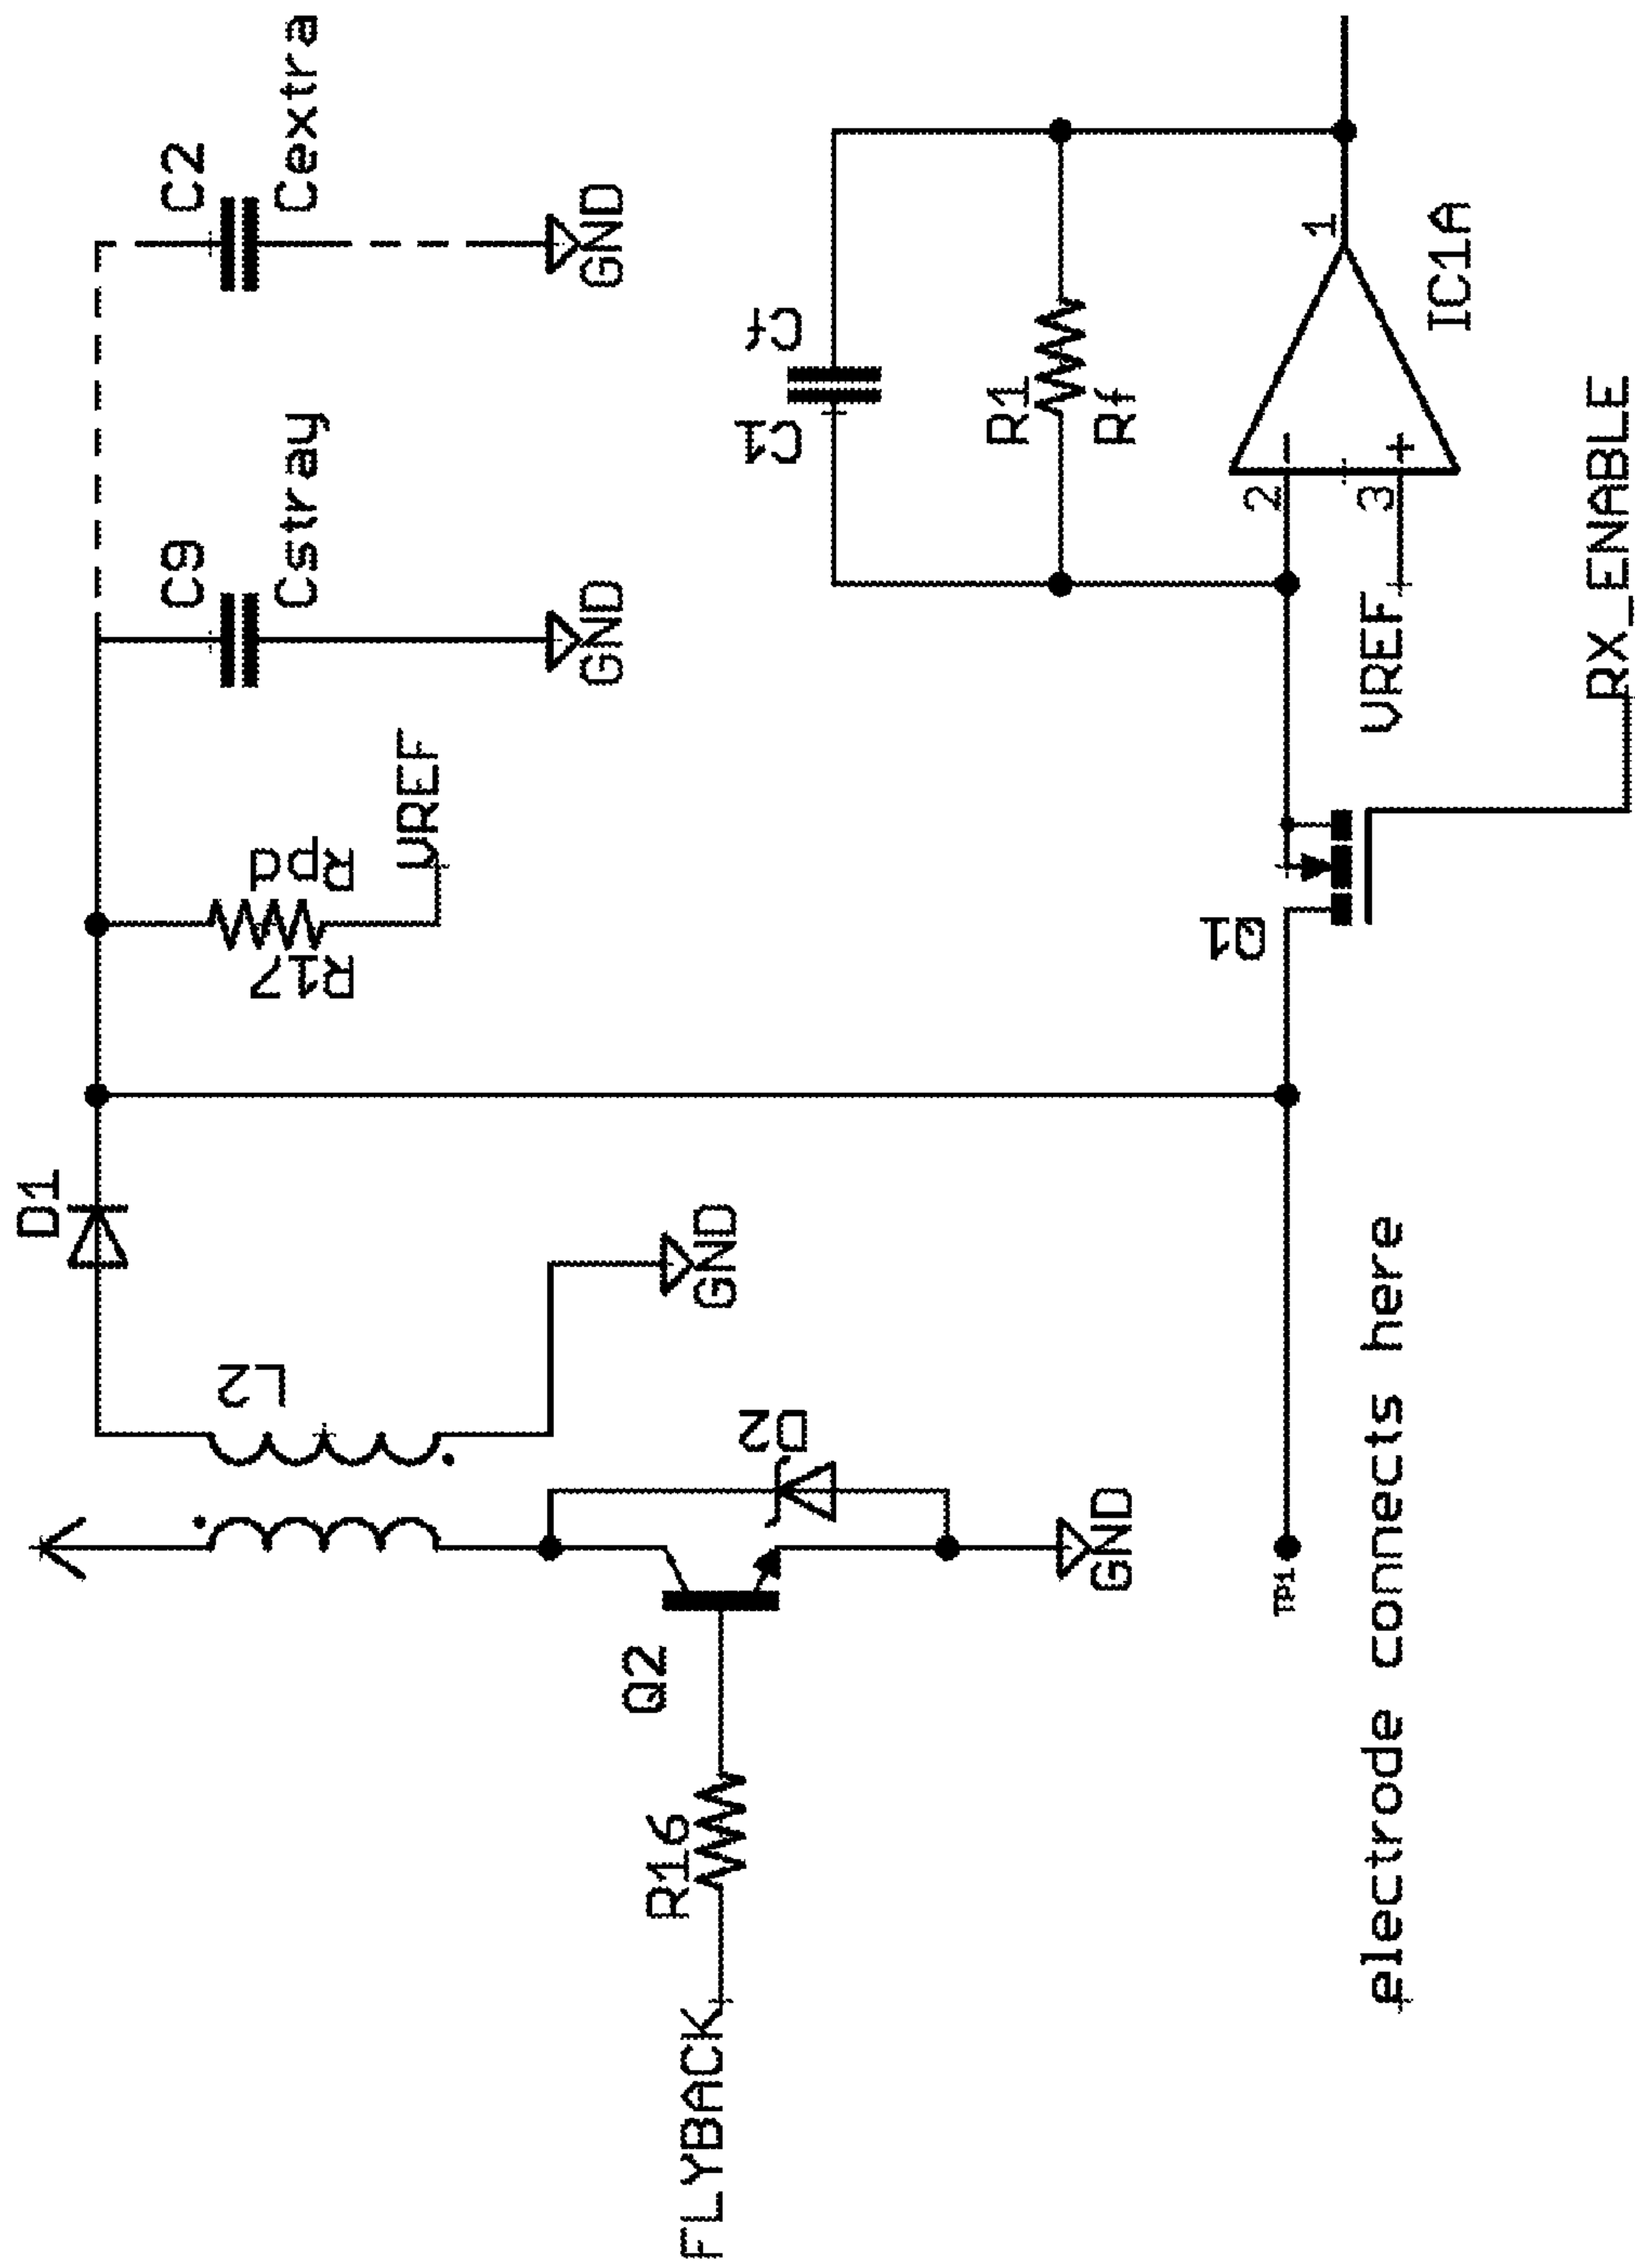 D1
C9
C2
Cstray
Cextra
L2
R17
Rpd
VREF
GND
GND
GND
D2
Q2
R16
FLYBACK
GND
C1
Cf
R1
Rf
Q1
2
3
1
VREF
IC1A
TP1
electrode connects here
RX_ENABLE